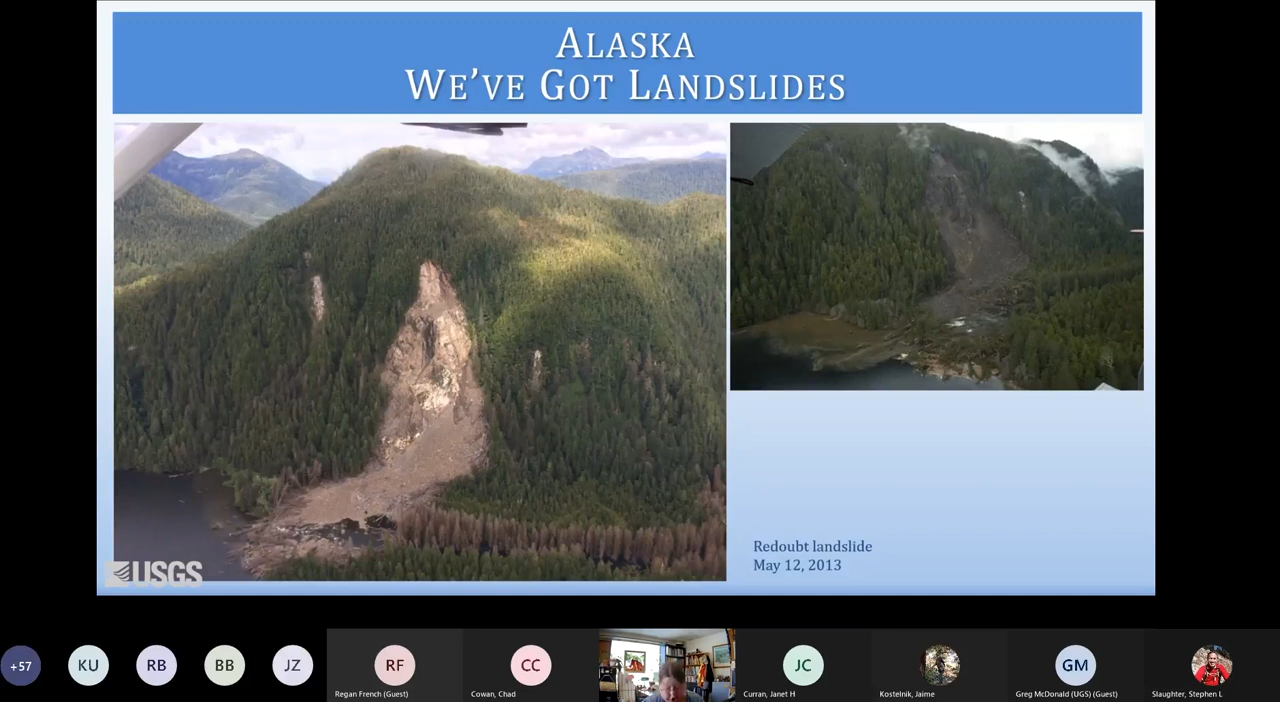 ALASKA
WE'VE GOT LANDSLIDES
Redoubt landslide
May 12, 2013
USGS
+57
KU
RB
BB
JZ
RF
CC
JC
GM
Regan French (Guest)
Cowan, Chad
Curran, Janet H
Kostelnik, Jaime
Greg McDonald (UGS) (Guest)
Slaughter, Stephen L